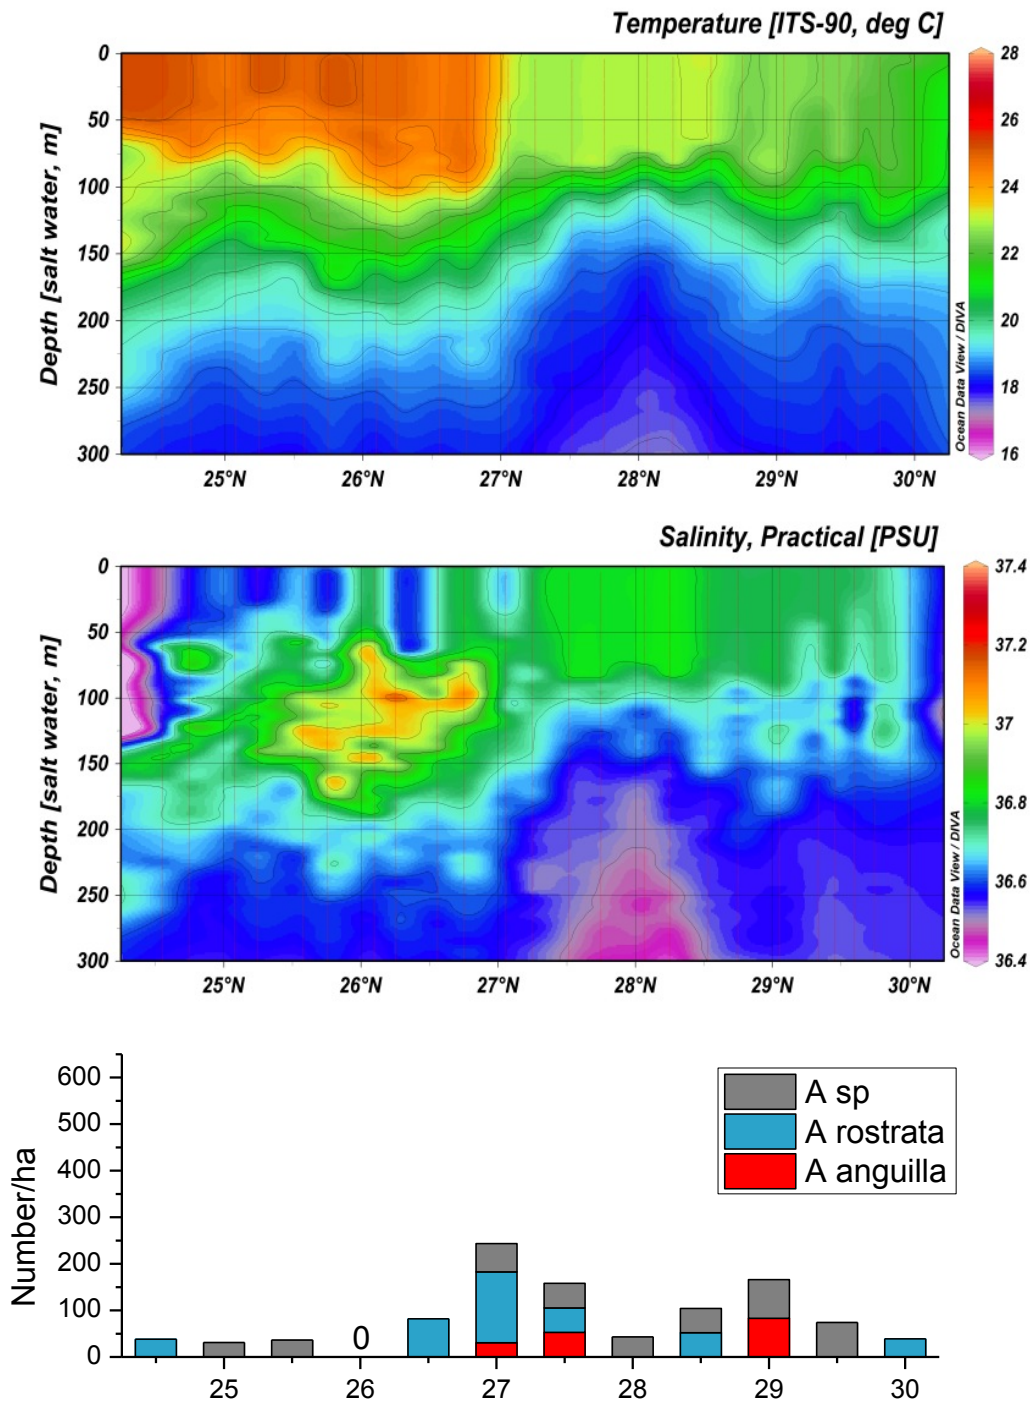 Temperature [ITS-90, deg C]
0
50
100
150
200
250
300
Depth [salt water, m]
25°N 26°N 27°N 28°N 29°N 30°N
28
26
24
22
20
18
16
Ocean Data View / DIVA
Salinity, Practical [PSU]
0
50
100
150
200
250
300
Depth [salt water, m]
25°N 26°N 27°N 28°N 29°N 30°N
37.4
37.2
37
36.8
36.6
36.4
Ocean Data View / DIVA
600
500
400
300
200
100
0
Number/ha
A sp
A rostrata
A anguilla
0
25 26 27 28 29 30